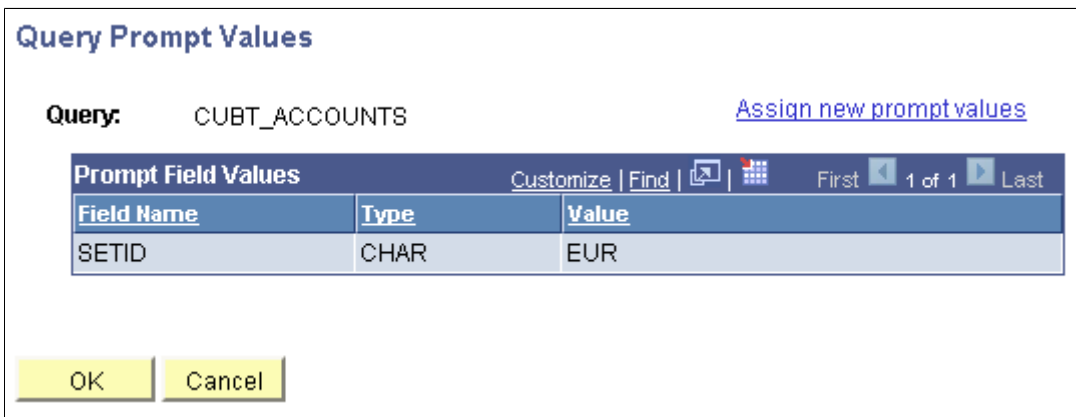 Query Prompt Values
Query: CUBT_ACCOUNTS Assign new prompt values
Prompt Field Values Customize | Find | | First 1 of 1 Last
Field Name Type Value
SETID CHAR EUR
OK Cancel